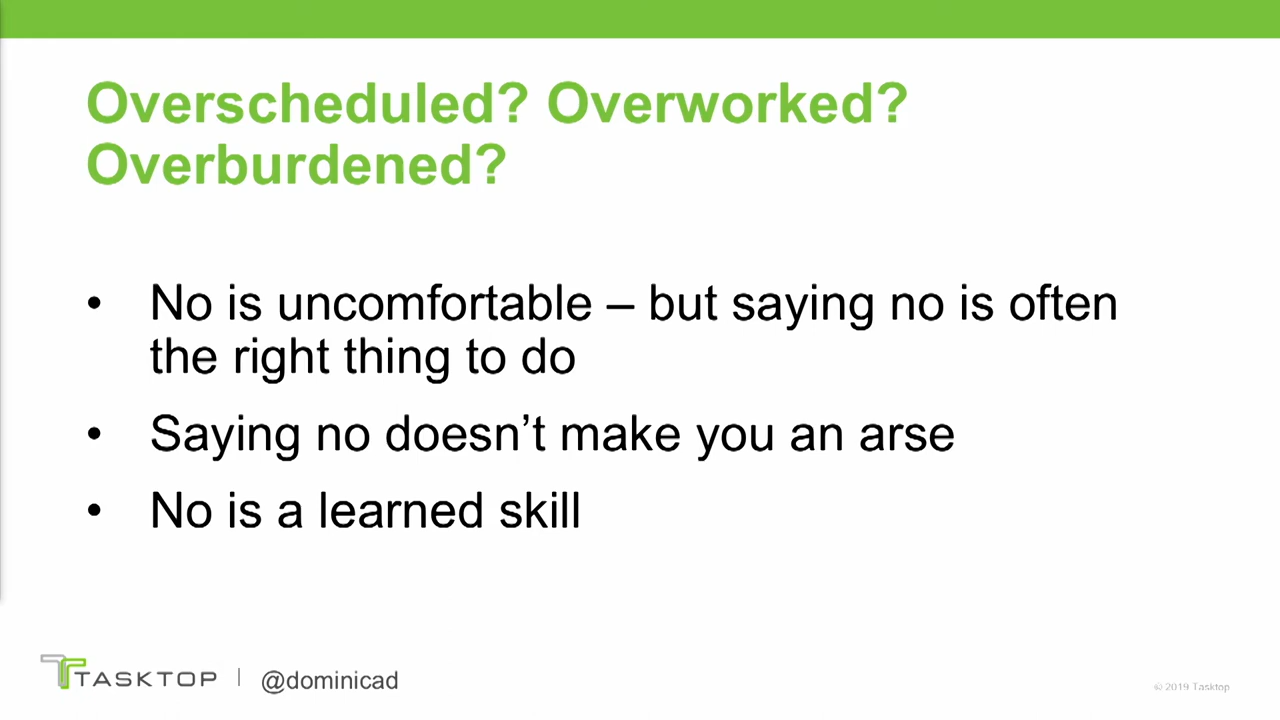 Overscheduled? Overworked?
Overburdened?
• No is uncomfortable – but saying no is often
the right thing to do
• Saying no doesn’t make you an arse
• No is a learned skill
TASKTOP | @dominicad
© 2019 Tasktop